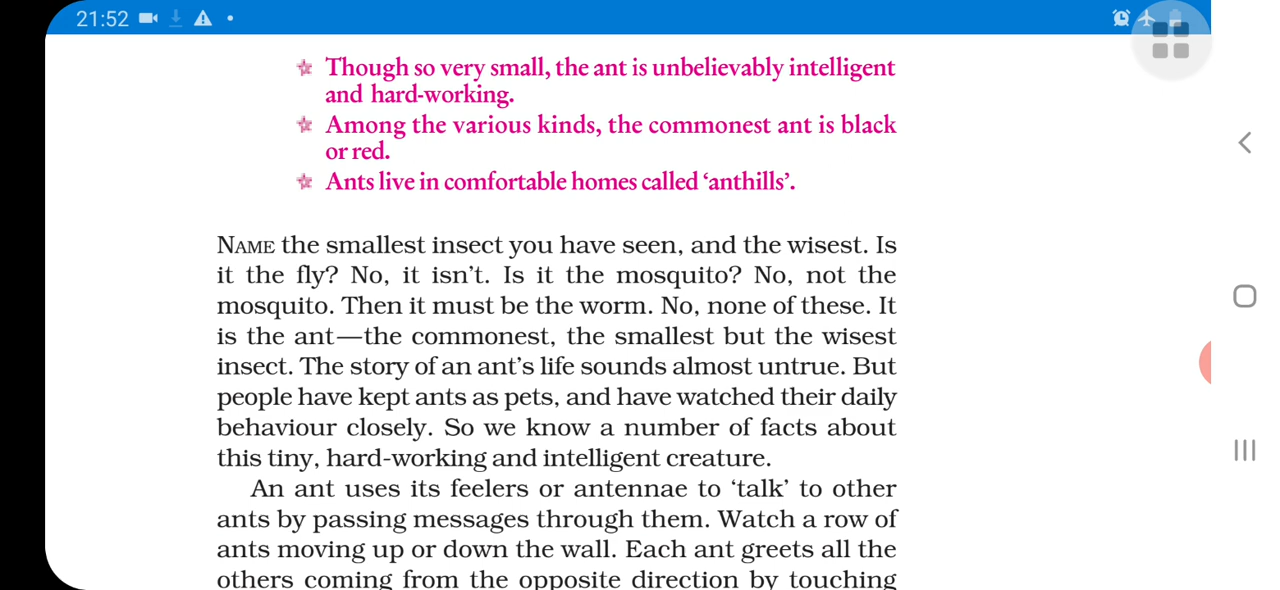 21:52
Though so very small, the ant is unbelievably intelligent
and hard-working.
Among the various kinds, the commonest ant is black
or red.
Ants live in comfortable homes called ‘anthills’.
NAME the smallest insect you have seen, and the wisest. Is
it the fly? No, it isn’t. Is it the mosquito? No, not the
mosquito. Then it must be the worm. No, none of these. It
is the ant—the commonest, the smallest but the wisest
insect. The story of an ant’s life sounds almost untrue. But
people have kept ants as pets, and have watched their daily
behaviour closely. So we know a number of facts about
this tiny, hard-working and intelligent creature.
An ant uses its feelers or antennae to ‘talk’ to other
ants by passing messages through them. Watch a row of
ants moving up or down the wall. Each ant greets all the
others coming from the opposite direction by touching